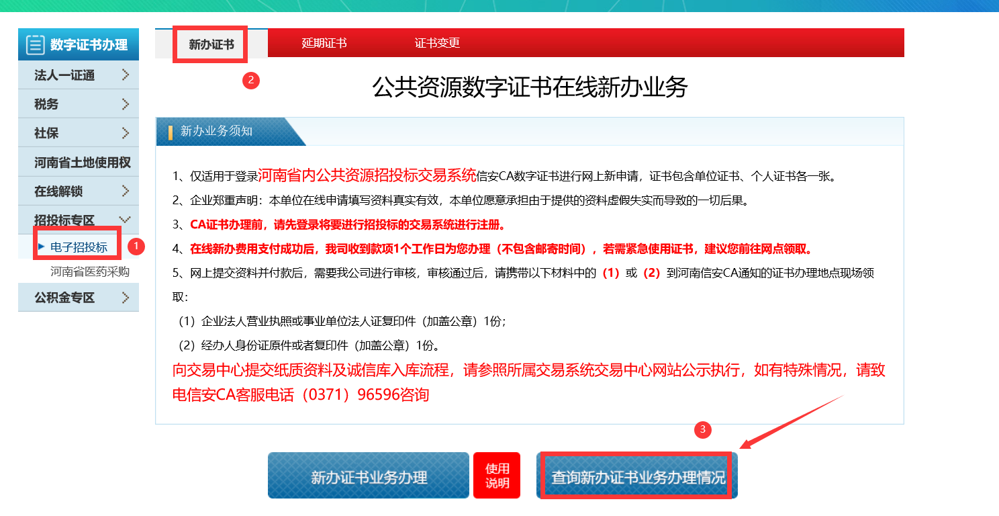 数字证书办理
法人一证通
税务
社保
河南省土地使用权
在线解锁
招投标专区
电子招投标
1
河南省医药采购
公积金专区
新办证书
延期证书
证书变更
2
公共资源数字证书在线新办业务
新办业务须知
1、仅适用于登录河南省内公共资源招投标交易系统信安CA数字证书进行网上新申请，证书包含单位证书、个人证书各一张。
2、企业郑重声明：本单位在线申请填写资料真实有效，本单位愿意承担由于提供的资料虚假失实而导致的一切后果。
3、CA证书办理前，请先登录将要进行招投标的交易系统进行注册。
4、在线新办费用支付成功后，我司收到款项1个工作日为您办理（不包含邮寄时间），若需紧急使用证书，建议您前往网点领取。
5、网上提交资料并付款后，需要我公司进行审核，审核通过后，请携带以下材料中的（1）或（2）到河南信安CA通知的证书办理地点现场领
取：
（1）企业法人营业执照或事业单位法人证复印件（加盖公章）1份；
（2）经办人身份证原件或者复印件（加盖公章）1份。
向交易中心提交纸质资料及诚信库入库流程，请参照所属交易系统交易中心网站公示执行，如有特殊情况，请致
电信安CA客服电话（0371）96596咨询
3
新办证书业务办理
使用
说明
查询新办证书业务办理情况